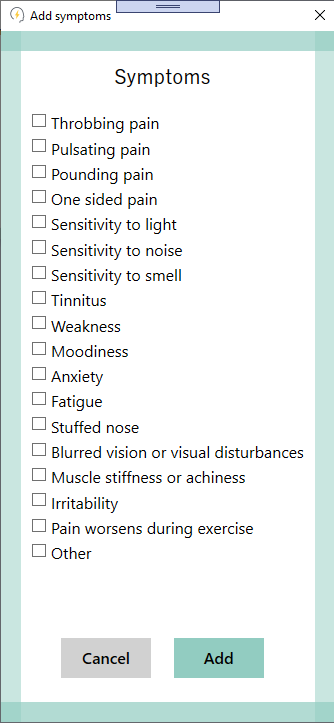 Add symptoms
Symptoms
Throbbing pain
Pulsating pain
Pounding pain
One sided pain
Sensitivity to light
Sensitivity to noise
Sensitivity to smell
Tinnitus
Weakness
Moodiness
Anxiety
Fatigue
Stuffed nose
Blurred vision or visual disturbances
Muscle stiffness or achiness
Irritability
Pain worsens during exercise
Other
Cancel Add